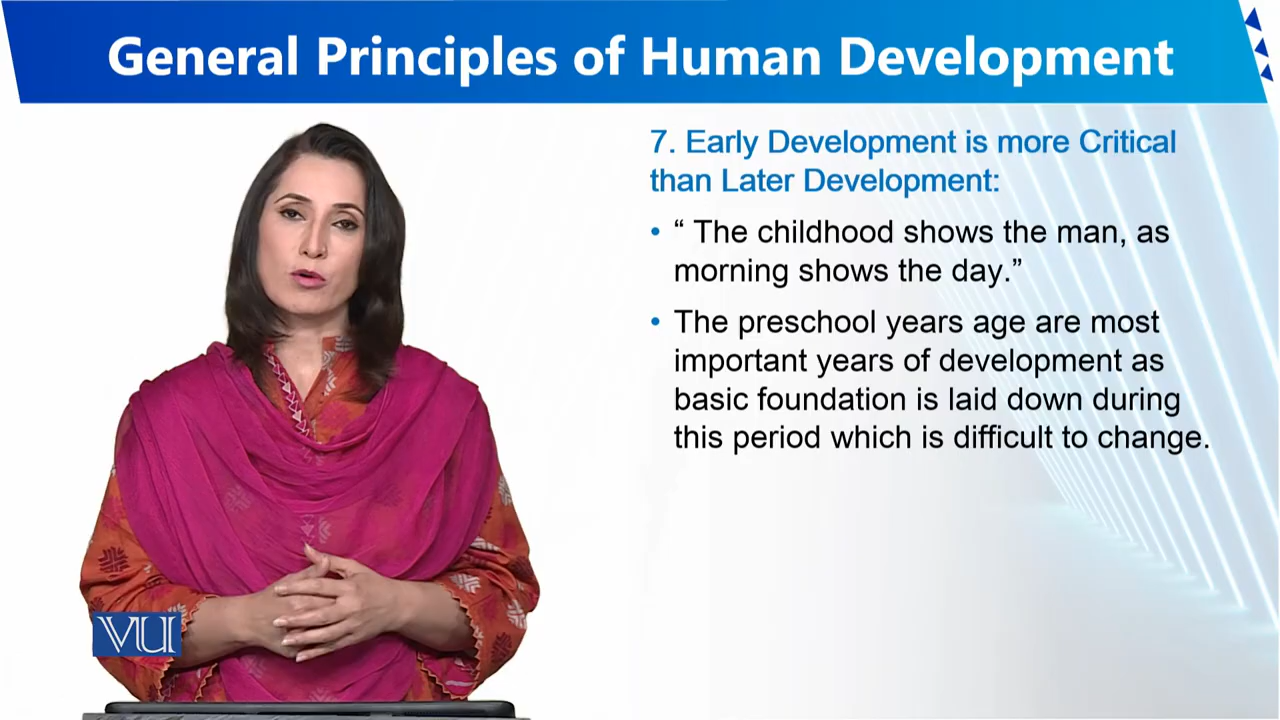 General Principles of Human Development
7. Early Development is more Critical
than Later Development:
• “ The childhood shows the man, as
morning shows the day.”
• The preschool years age are most
important years of development as
basic foundation is laid down during
this period which is difficult to change.
VU